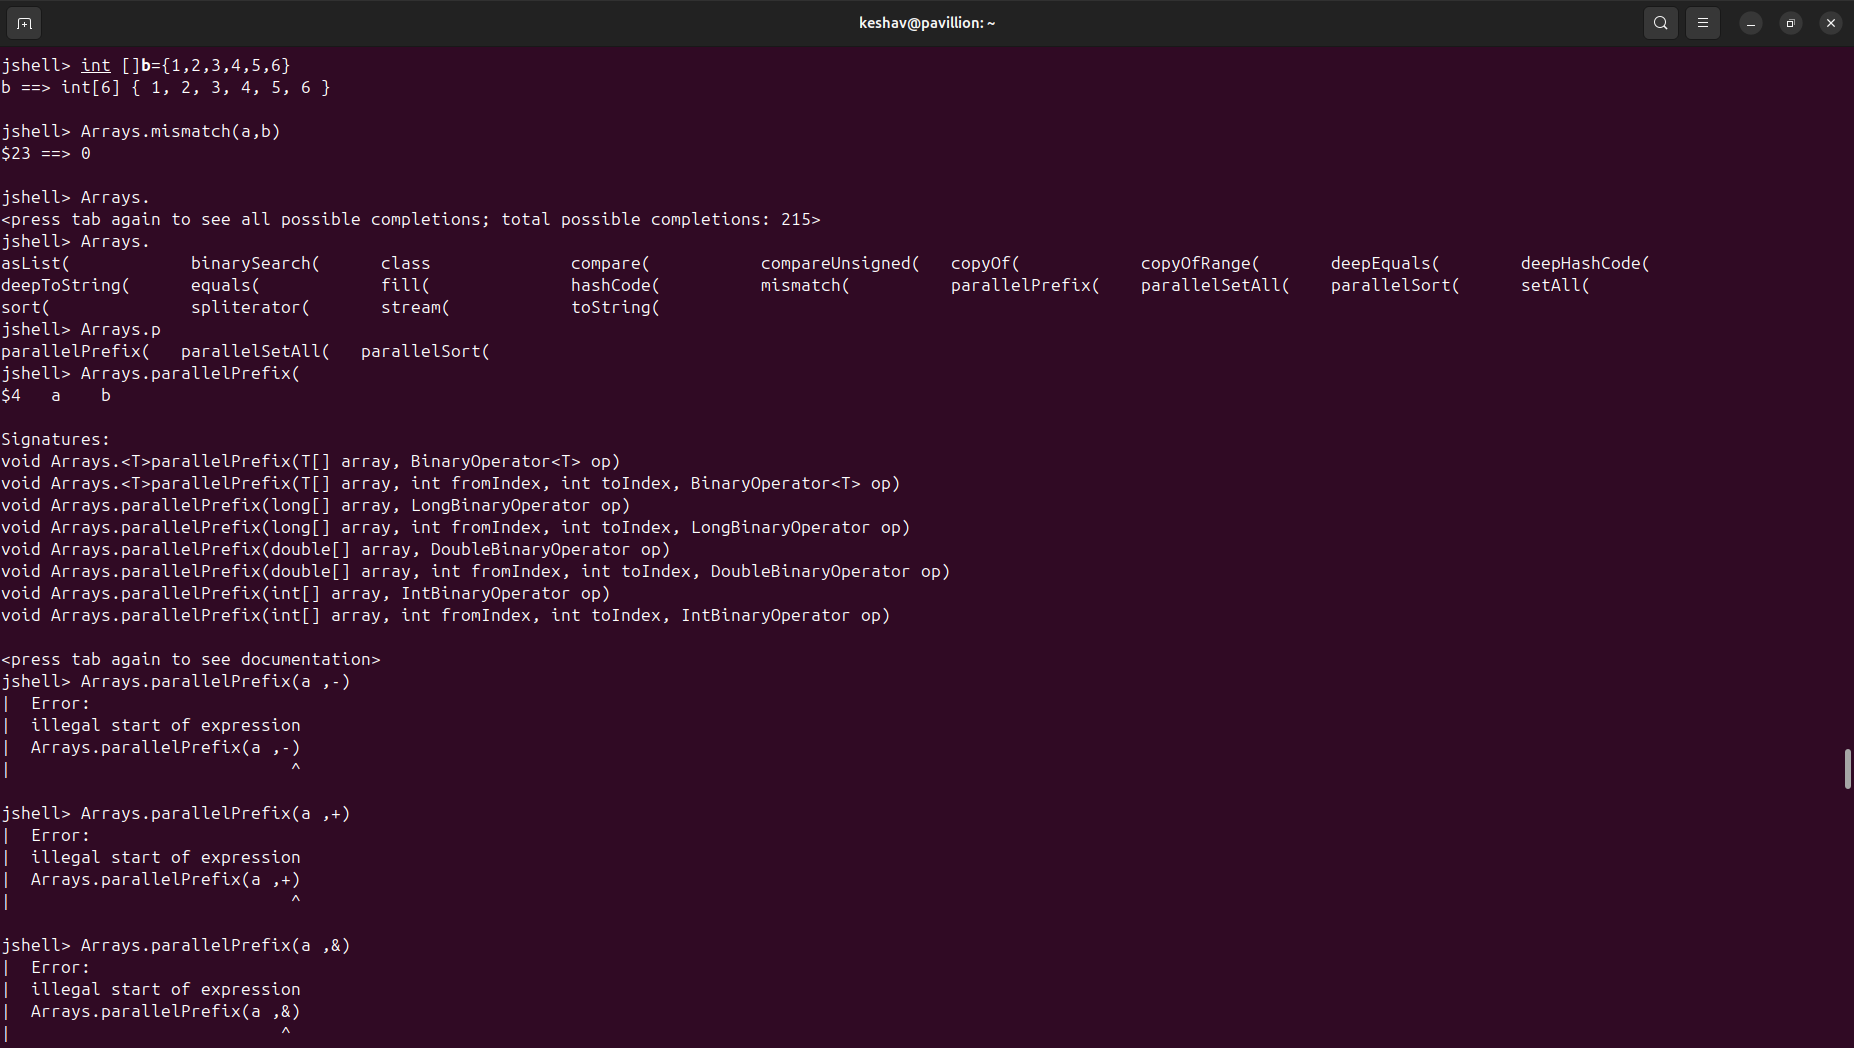 keshav@pavillion: ~
jshell> int []b={1,2,3,4,5,6}
b ==> int[6] { 1, 2, 3, 4, 5, 6 }
jshell> Arrays.mismatch(a,b)
$23 ==> 0
jshell> Arrays.
<press tab again to see all possible completions; total possible completions: 215>
jshell> Arrays.
asList( binarySearch( class compare( compareUnsigned( copyOf( copyOfRange( deepEquals( deepHashCode(
deepToString( equals( fill( hashCode( mismatch( parallelPrefix( parallelSetAll( parallelSort( setAll(
sort( spliterator( stream( toString(
jshell> Arrays.p
parallelPrefix( parallelSetAll( parallelSort(
jshell> Arrays.parallelPrefix(
$4 a b
Signatures:
void Arrays.<T>parallelPrefix(T[] array, BinaryOperator<T> op)
void Arrays.<T>parallelPrefix(T[] array, int fromIndex, int toIndex, BinaryOperator<T> op)
void Arrays.parallelPrefix(long[] array, LongBinaryOperator op)
void Arrays.parallelPrefix(long[] array, int fromIndex, int toIndex, LongBinaryOperator op)
void Arrays.parallelPrefix(double[] array, DoubleBinaryOperator op)
void Arrays.parallelPrefix(double[] array, int fromIndex, int toIndex, DoubleBinaryOperator op)
void Arrays.parallelPrefix(int[] array, IntBinaryOperator op)
void Arrays.parallelPrefix(int[] array, int fromIndex, int toIndex, IntBinaryOperator op)
<press tab again to see documentation>
jshell> Arrays.parallelPrefix(a ,-)
| Error:
| illegal start of expression
| Arrays.parallelPrefix(a ,-)
| ^
jshell> Arrays.parallelPrefix(a ,+)
| Error:
| illegal start of expression
| Arrays.parallelPrefix(a ,+)
| ^
jshell> Arrays.parallelPrefix(a ,&)
| Error:
| illegal start of expression
| Arrays.parallelPrefix(a ,&)
| ^